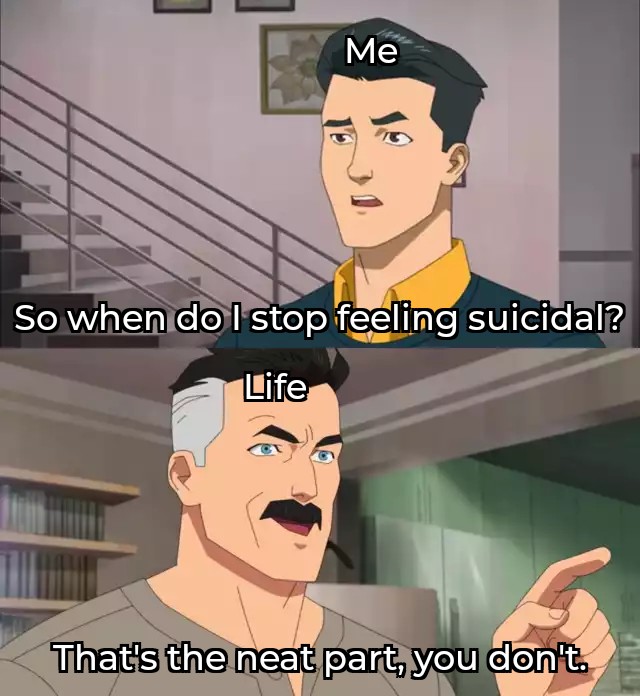 Me
So when do I stop feeling suicidal?
Life
That's the neat part, you don't.